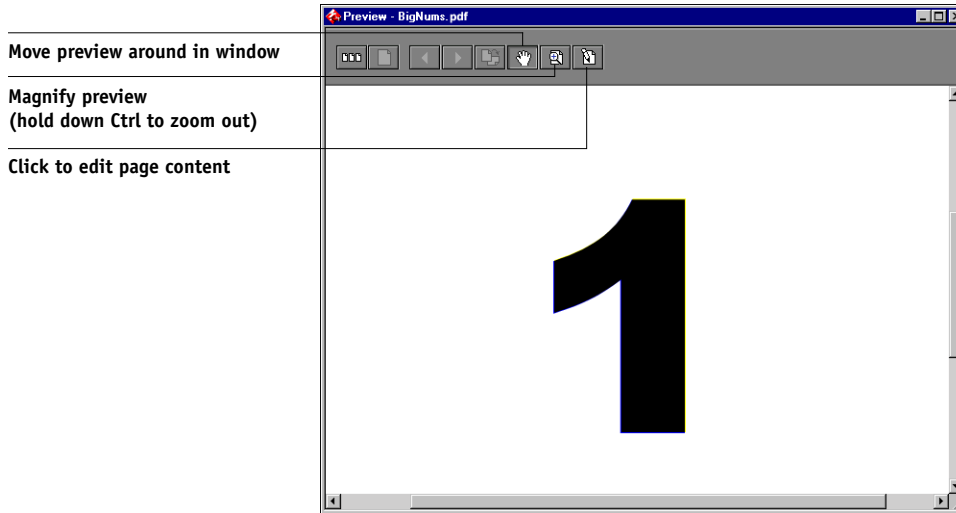 Preview - BigNums.pdf
Move preview around in window
Magnify preview
(hold down Ctrl to zoom out)
Click to edit page content
1